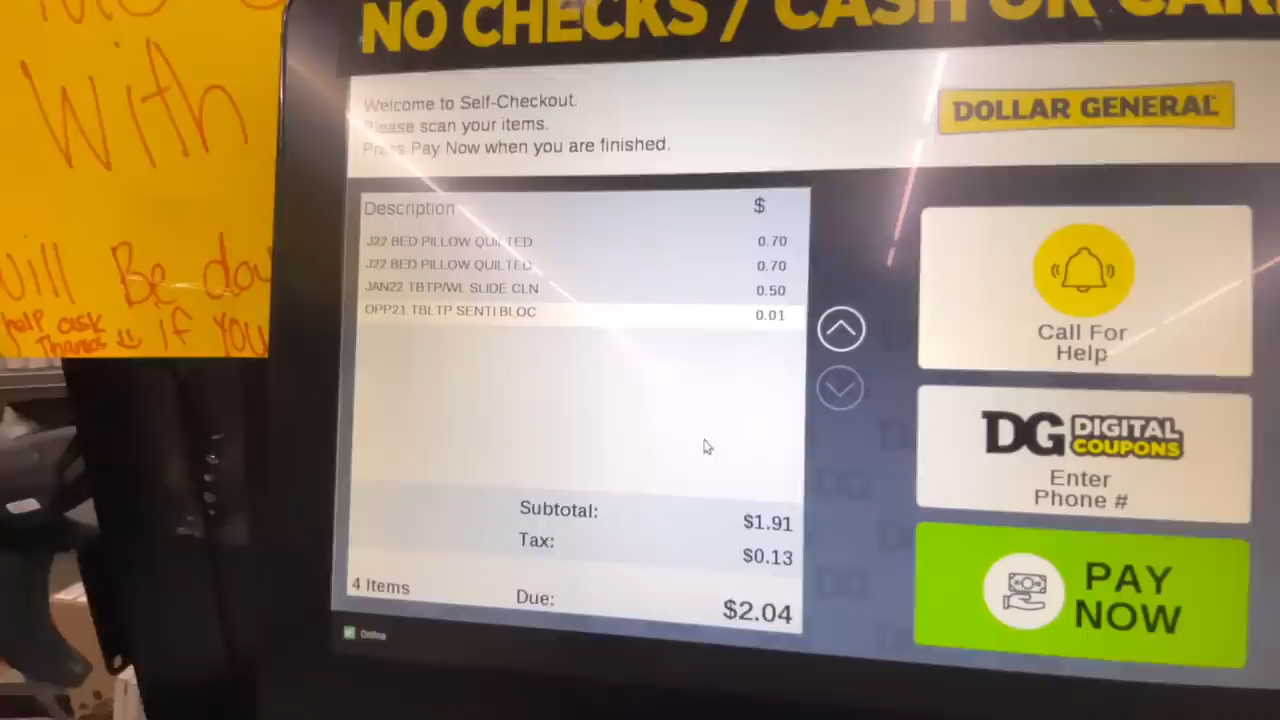 With
Will Be
help ask
Thanks if You
NO CHECKS / CASH OR
Welcome to Self-Checkout.
Please scan your items.
Press Pay Now when you are finished.
DOLLAR GENERAL
Description $
J22 BED PILLOW QUILTED 0.70
J22 BED PILLOW QUILTED 0.70
JAN22 TBTP/WL SLIDE CLN 0.50
OPP21 TBLTP SENTI BLOC 0.01
Subtotal: $1.91
Tax: $0.13
4 Items
Due: $2.04
Online
Call For
Help
DG DIGITAL
COUPONS
Enter
Phone #
PAY
NOW